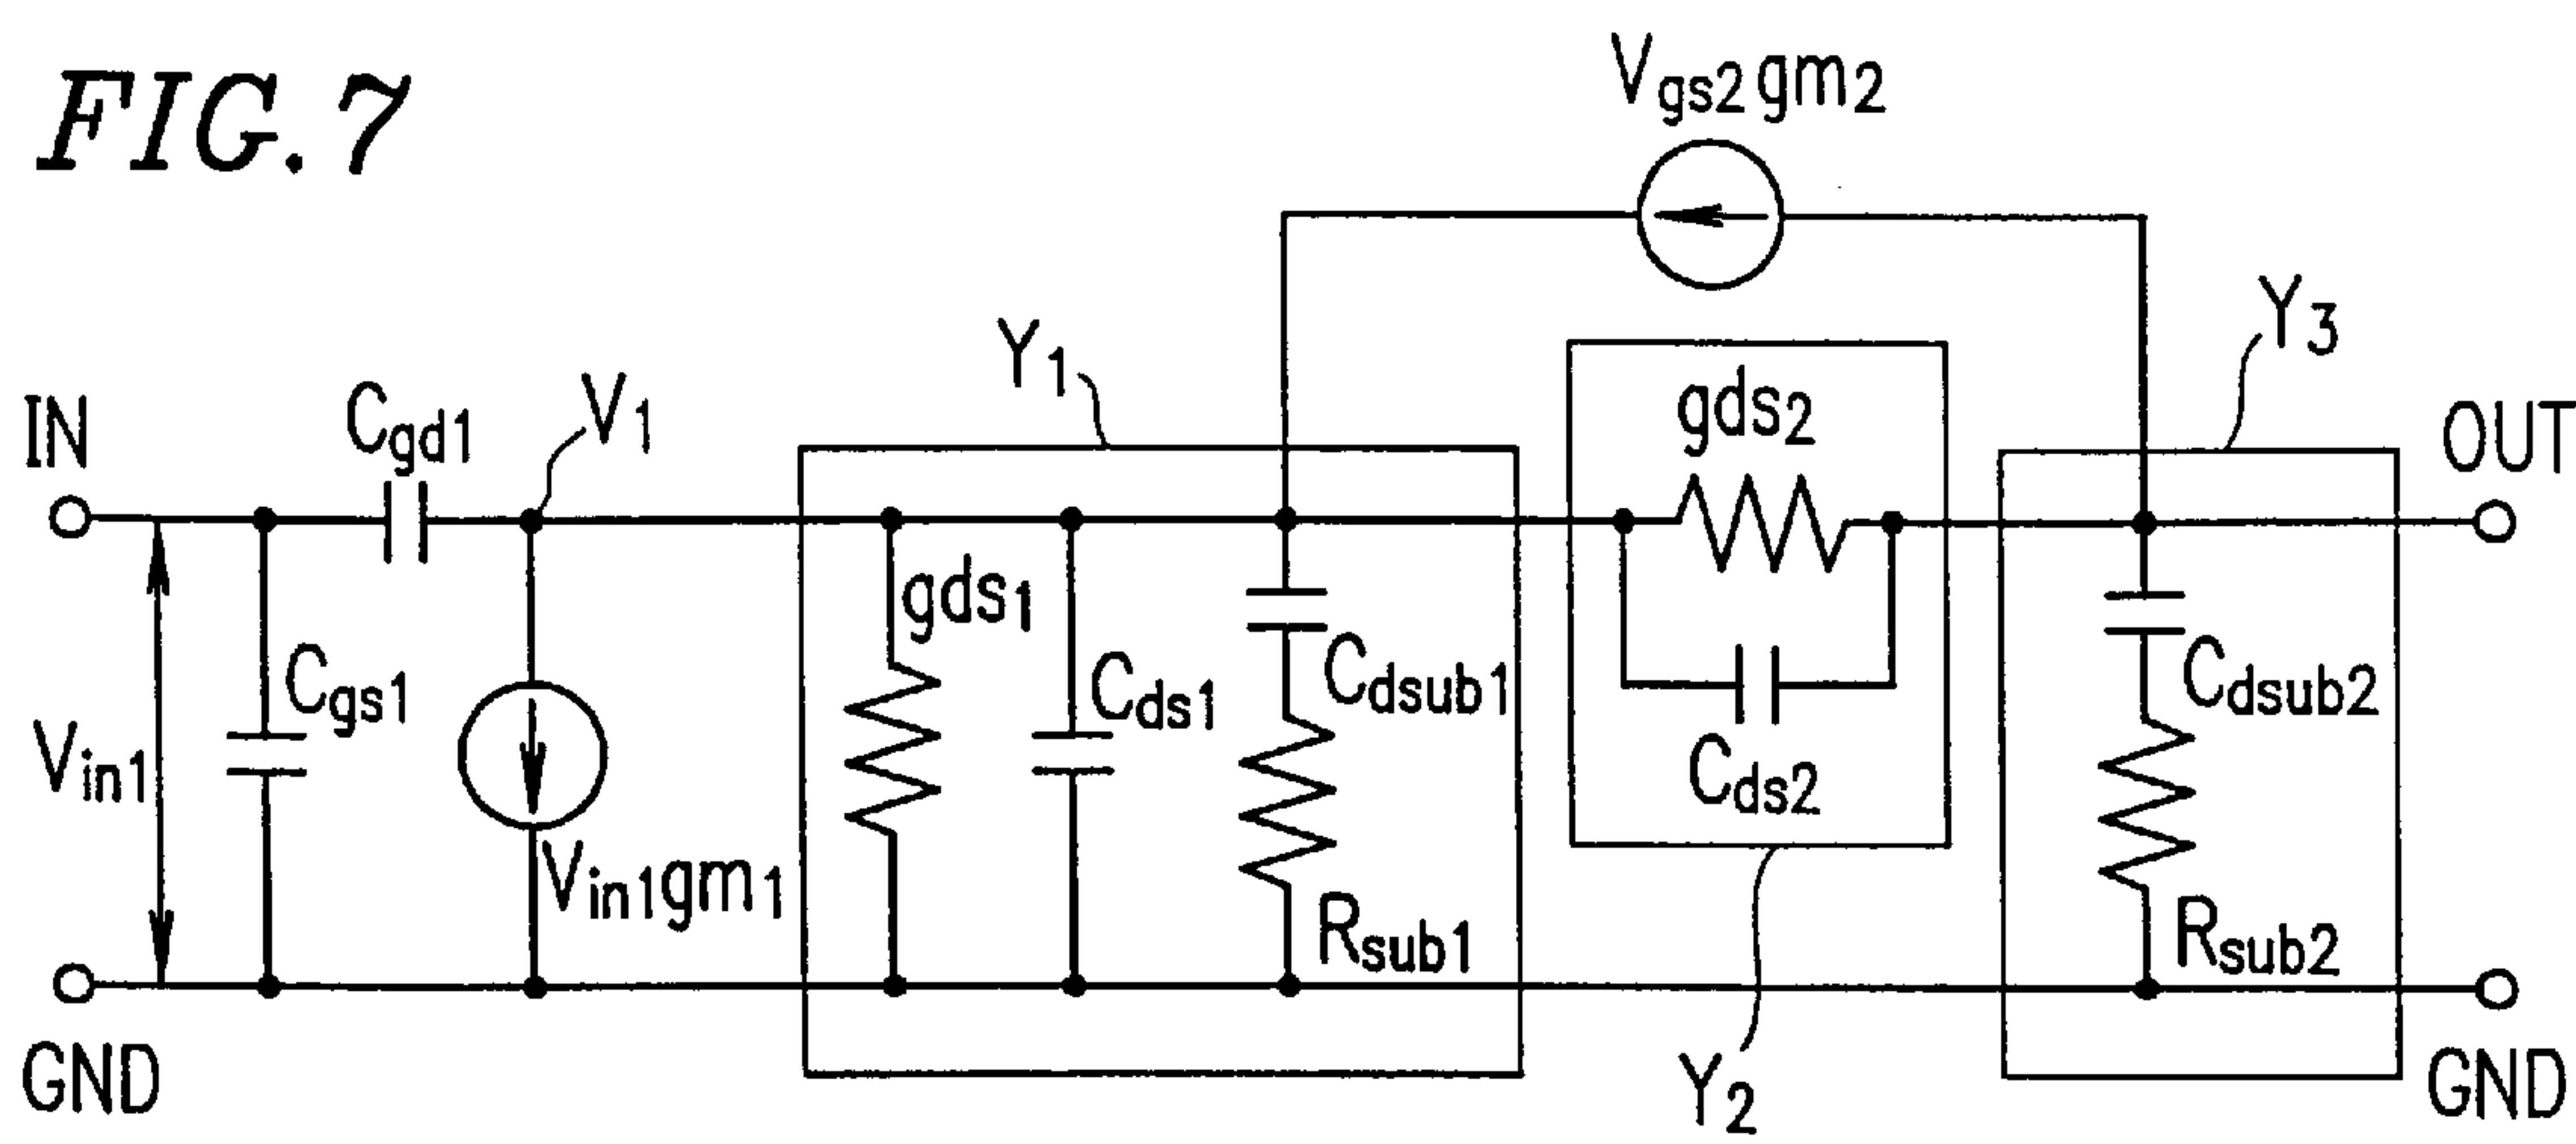 FIG. 7
Vgs2 gm2
Y1
Y3
IN
Cgd1
V1
gds2
OUT
gds1
Cgs1
Cds1
Cdsub1
Cdsub2
Vin1
Cds2
Vin1gm1
Rsub1
Rsub2
GND
Y2
GND